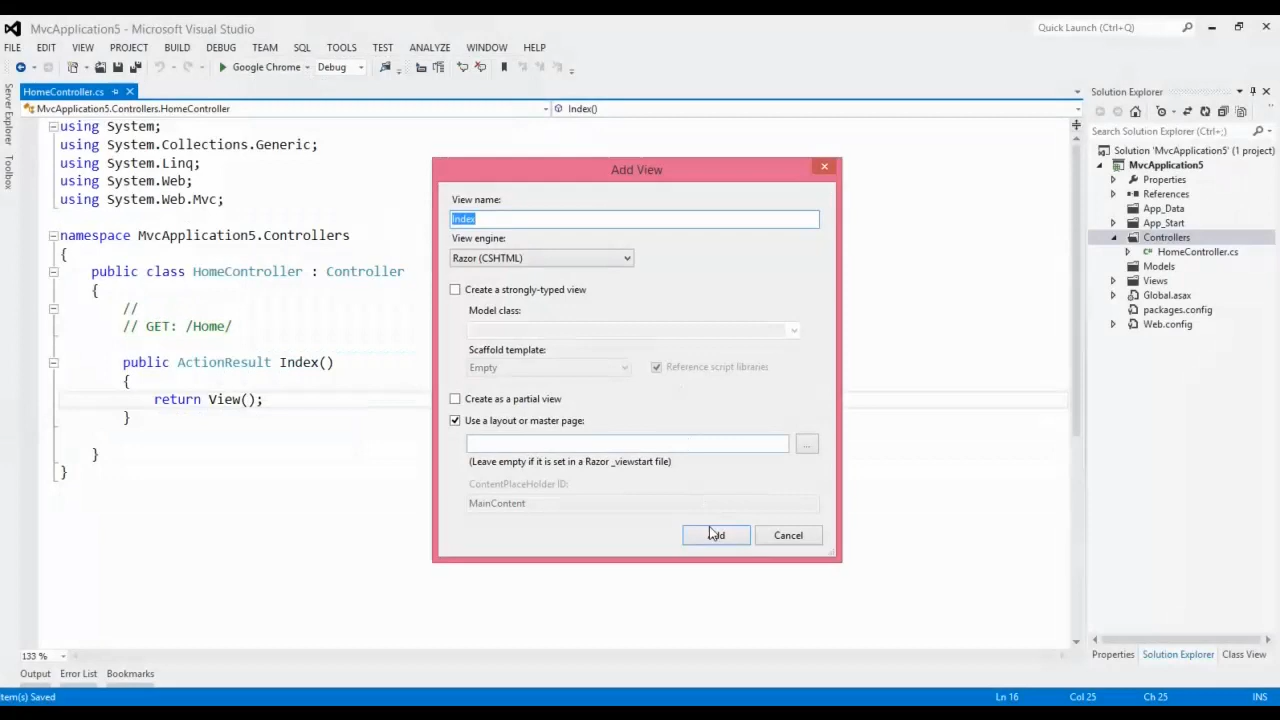 MvcApplication5 - Microsoft Visual Studio
Quick Launch (Ctrl+Q)
FILE EDIT VIEW PROJECT BUILD DEBUG TEAM SQL TOOLS TEST ANALYZE WINDOW HELP
Google Chrome Debug
Server Explorer
Toolbox
HomeController.cs
MvcApplication5.Controllers.HomeController
Index()
using System;
using System.Collections.Generic;
using System.Linq;
using System.Web;
using System.Web.Mvc;
namespace MvcApplication5.Controllers
{
public class HomeController : Controller
{
//
// GET: /Home/
public ActionResult Index()
{
return View();
}
}
}
Add View
View name:
Index
View engine:
Razor (CSHTML)
Create a strongly-typed view
Model class:
Scaffold template:
Empty
Reference script libraries
Create as a partial view
Use a layout or master page:
...
(Leave empty if it is set in a Razor _viewstart file)
ContentPlaceHolder ID:
MainContent
Cancel
Solution Explorer
Search Solution Explorer (Ctrl+;)
Solution 'MvcApplication5' (1 project)
MvcApplication5
Properties
References
App_Data
App_Start
Controllers
C# HomeController.cs
Models
Views
Global.asax
packages.config
Web.config
133 %
Properties Solution Explorer Class View
Output Error List Bookmarks
tem(s) Saved
Ln 16 Col 25 Ch 25 INS